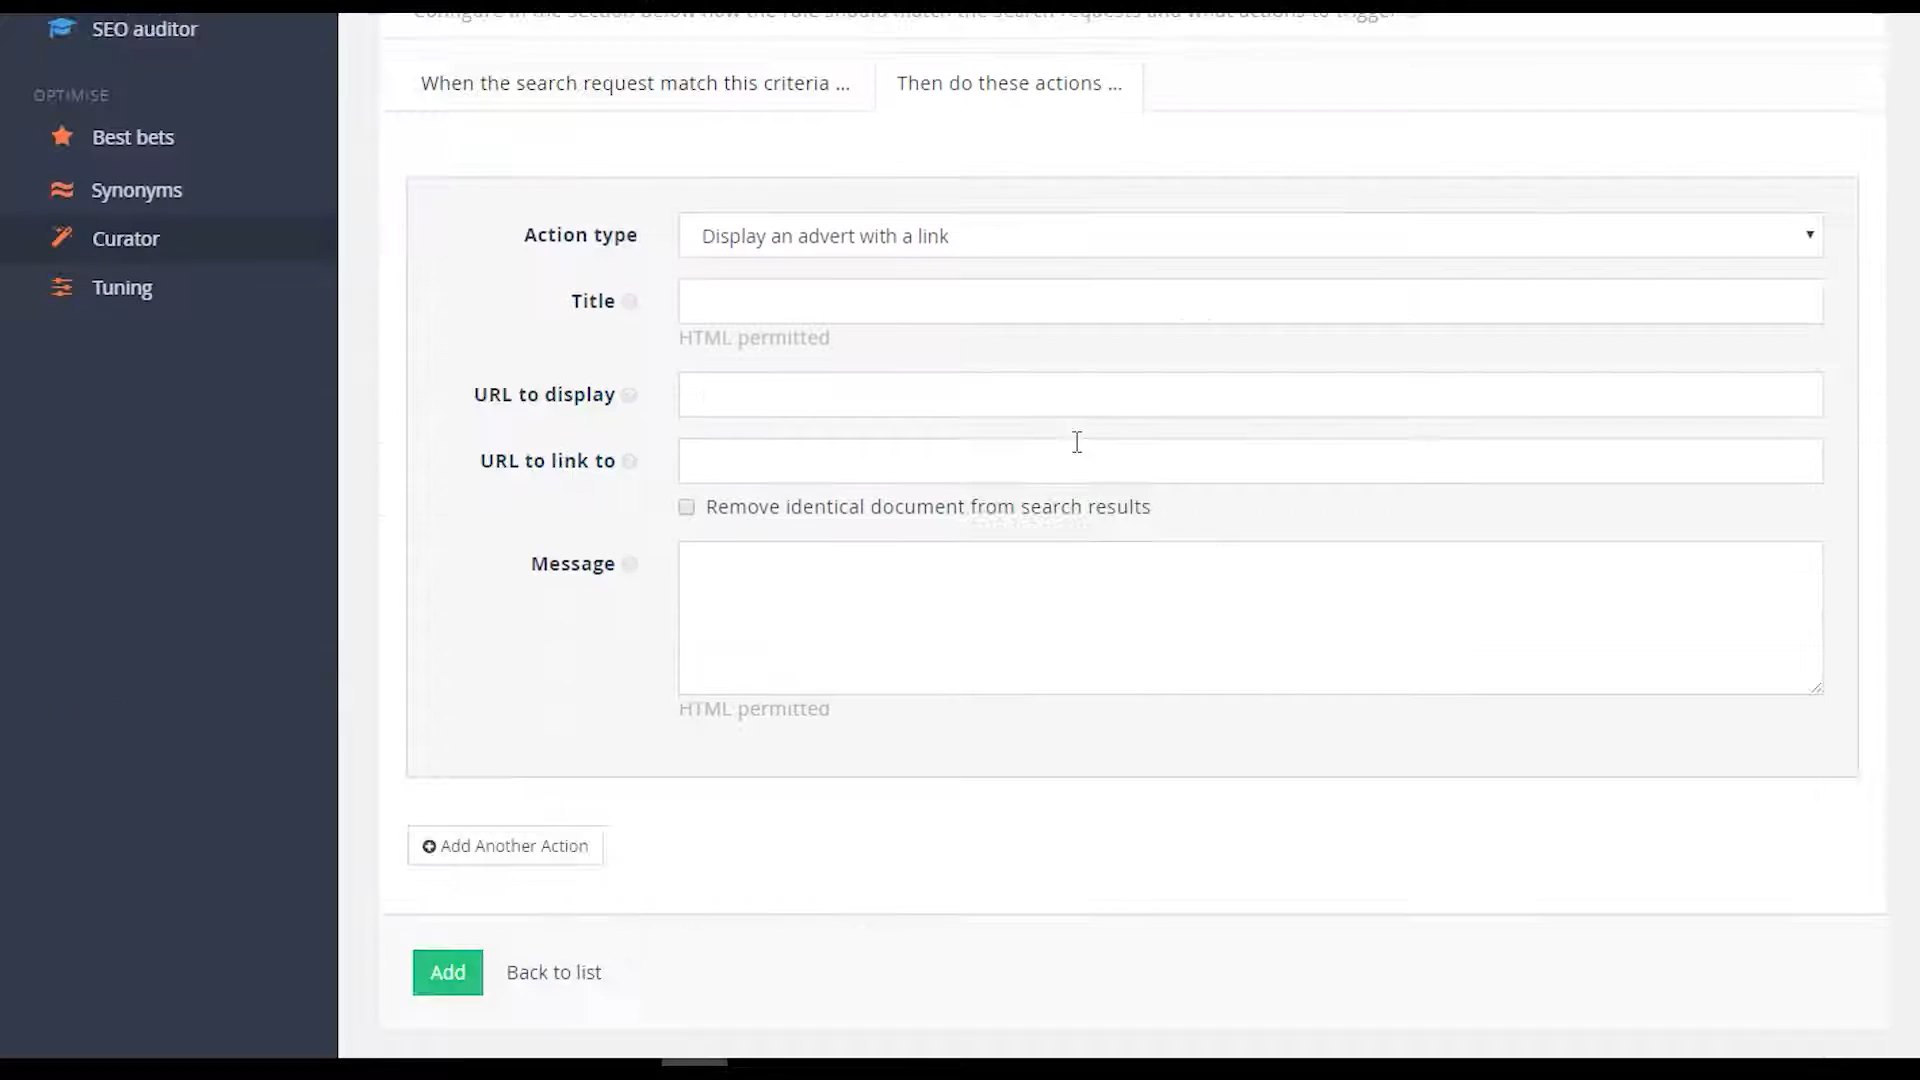 SEO auditor
OPTIMISE
Best bets
Synonyms
Curator
Tuning
Configure in the section below how the rule should match the search requests and what actions to trigger
When the search request match this criteria ...
Then do these actions ...
Action type
Display an advert with a link
Title
HTML permitted
URL to display
URL to link to
Remove identical document from search results
Message
HTML permitted
Add Another Action
Add
Back to list